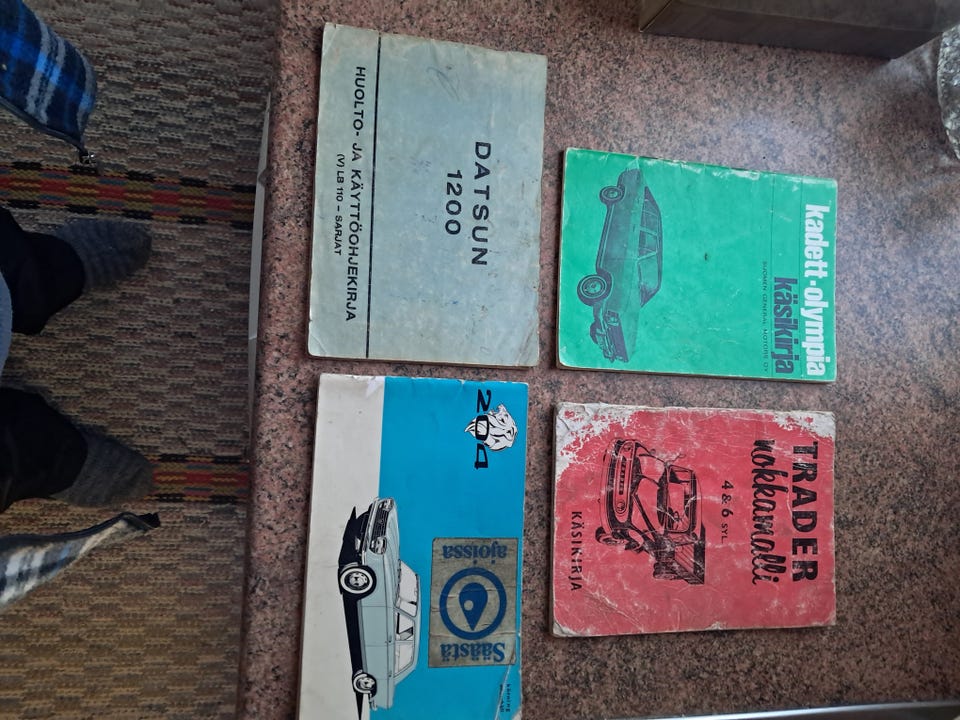 kadett·olympia
käsikirja
SUOMEN GENERAL MOTORS OY
TRADER
nokkamalli
4 & 6 SYL.
KÄSIKIRJA
DATSUN
1200
HUOLTO- JA KÄYTTÖOHJEKIRJA
(V) LB 110 - SARJAT
204
Säästä
ajoissa